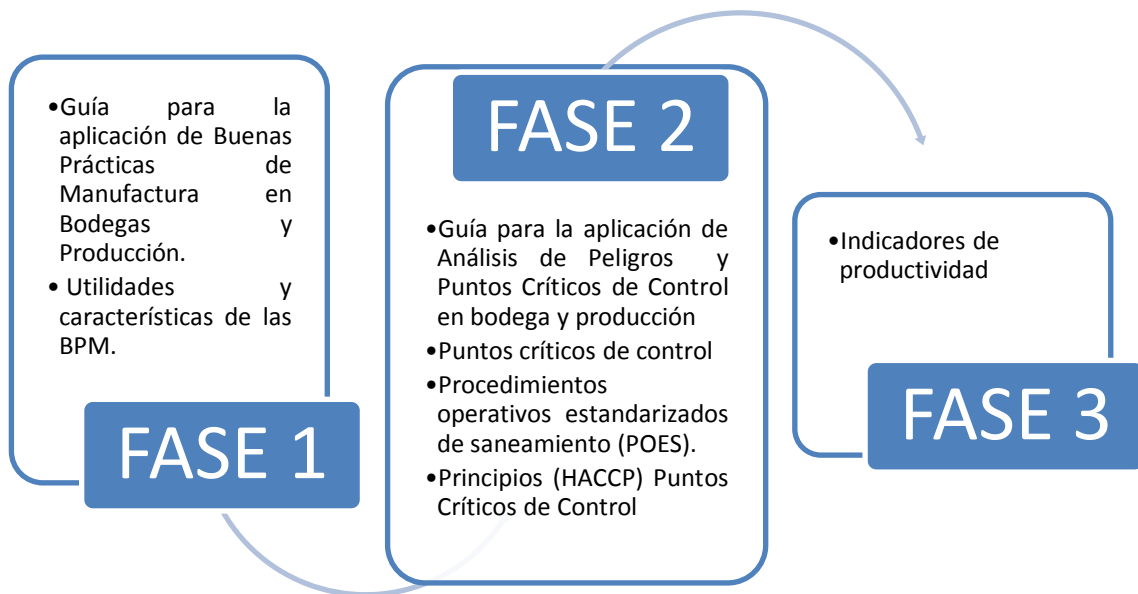 •Guía para la
aplicación de Buenas
Prácticas de
Manufactura en
Bodegas y
Producción.
• Utilidades y
características de las
BPM.
FASE 1
FASE 2
•Guía para la aplicación de
Análisis de Peligros y
Puntos Críticos de Control
en bodega y producción
•Puntos críticos de control
•Procedimientos
operativos estandarizados
de saneamiento (POES).
•Principios (HACCP) Puntos
Críticos de Control
•Indicadores de
productividad
FASE 3